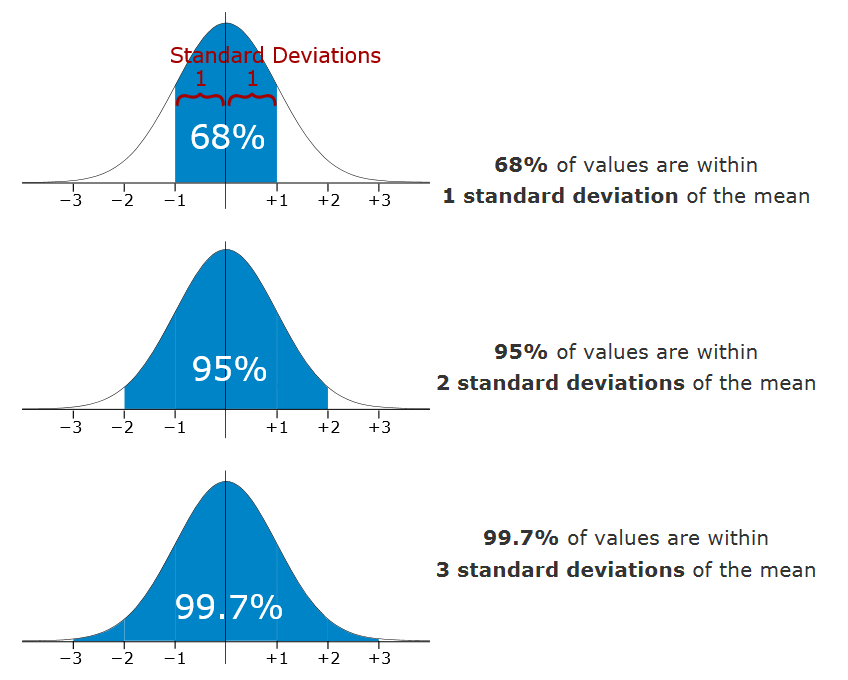 Standard Deviations
1 1
68%
−3 −2 −1 +1 +2 +3
68% of values are within
1 standard deviation of the mean
95%
−3 −2 −1 +1 +2 +3
95% of values are within
2 standard deviations of the mean
99.7%
−3 −2 −1 +1 +2 +3
99.7% of values are within
3 standard deviations of the mean